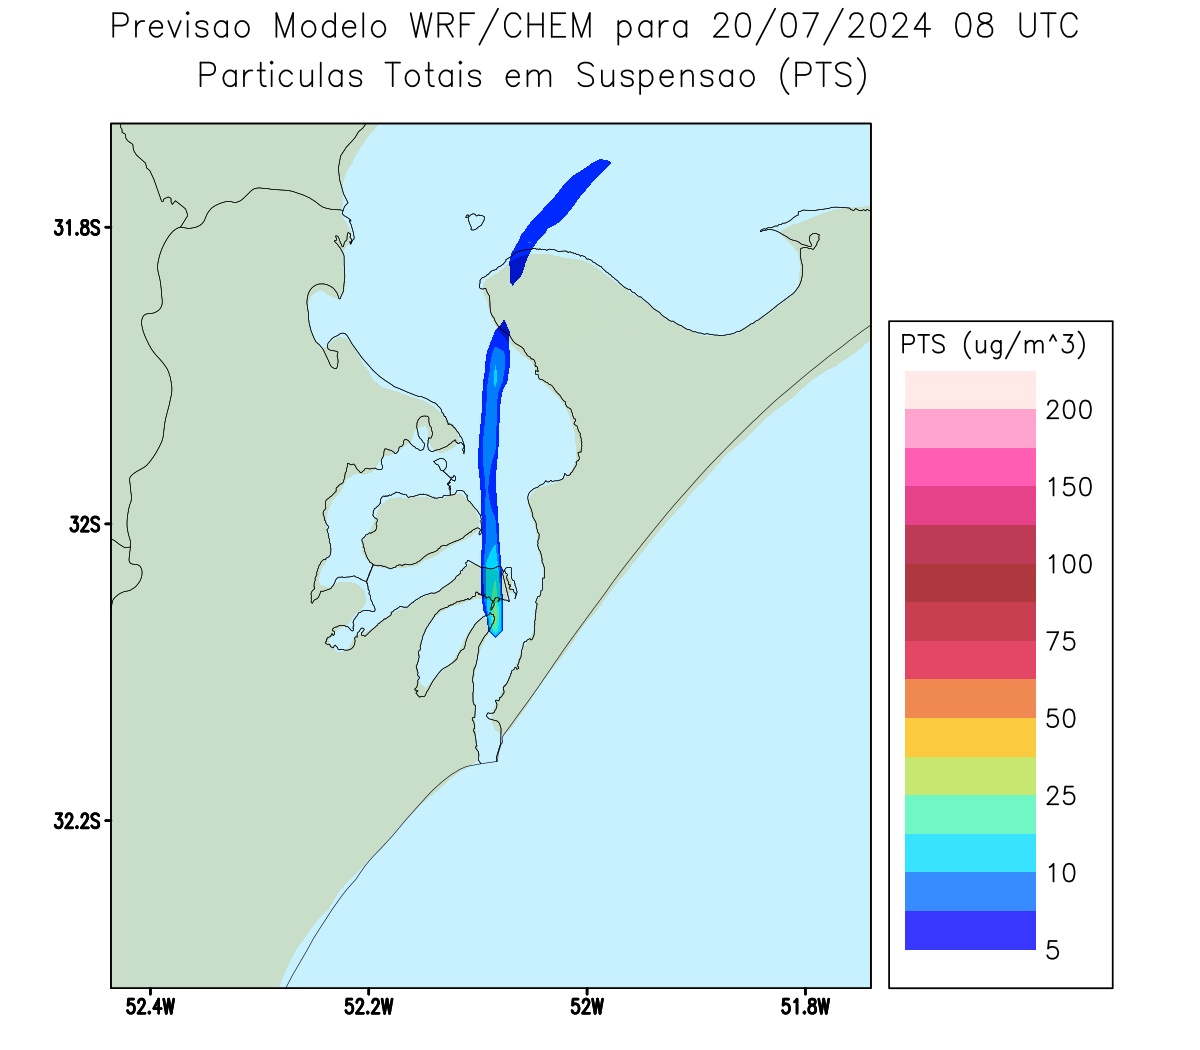 Previsao Modelo WRF/CHEM para 20/07/2024 08 UTC
Particulas Totais em Suspensao (PTS)
31.8S
32S
32.2S
52.4W
52.2W
52W
51.8W
PTS (ug/m^3)
200
150
100
75
50
25
10
5